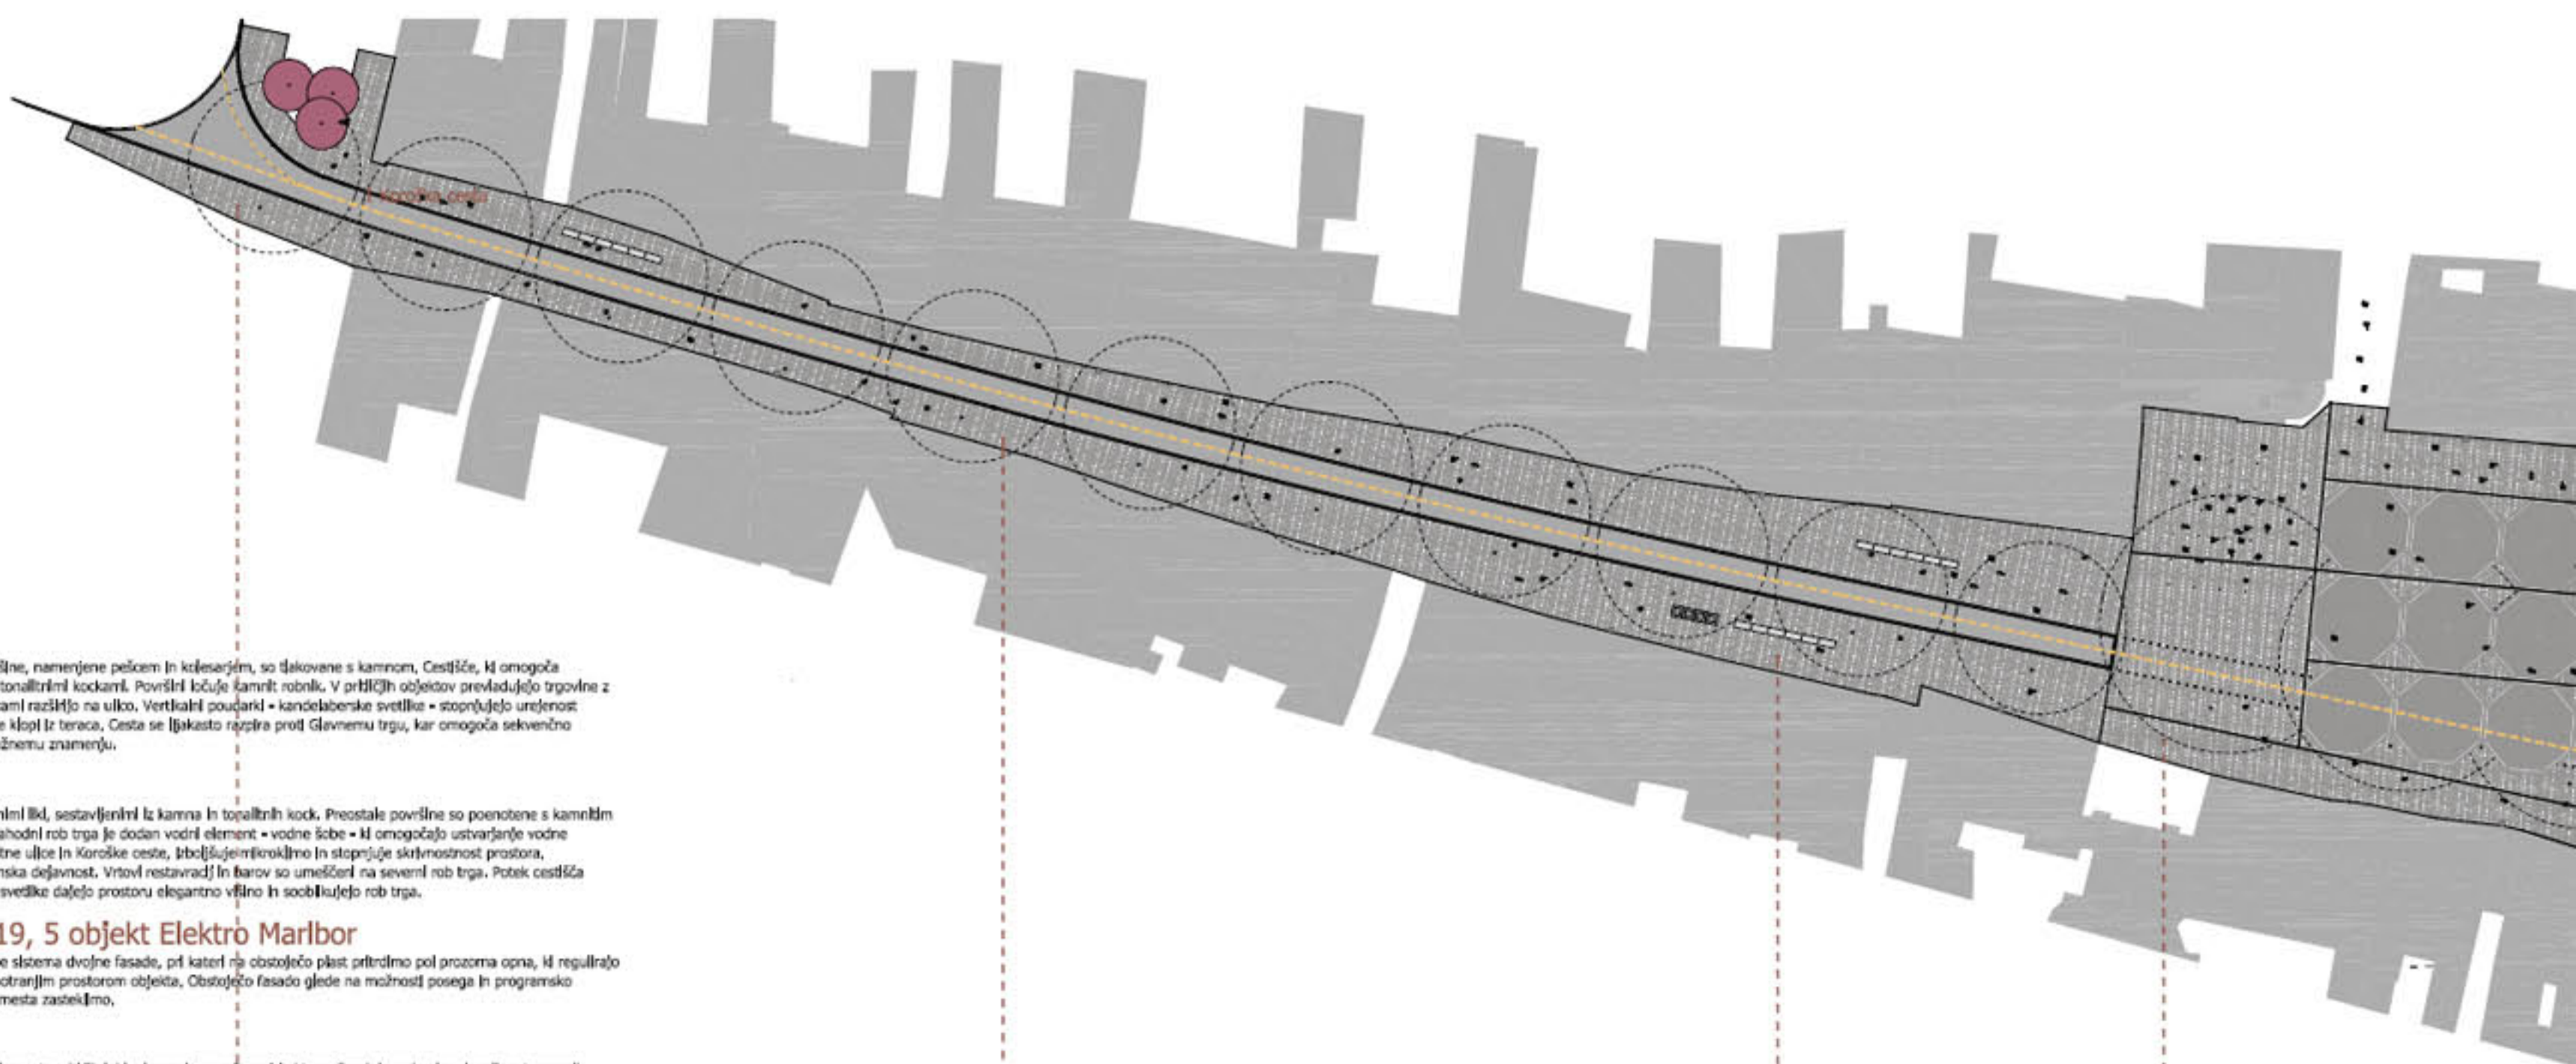 1 Koroška cesta
šine, namenjene pešcem in kolesarjem, so tlakovane s kamnom. Cestišče, ki omogoča
tonalitnimi kockami. Površini ločuje kamnit robnik. V pritličjih objektov prevladujejo trgovine z
ami razširijo na ulico. Vertikalni poudarki - kandelaberske svetilke - stopnjujejo urejenost
e klopi iz teraca. Cesta se lijakasto razpira proti Glavnemu trgu, kar omogoča sekvenčno
žnemu znamenju.
nimi liki, sestavljenimi iz kamna in tonalitnih kock. Preostale površine so poenotene s kamnitim
ahodni rob trga je dodan vodni element - vodne šobe - ki omogočajo ustvarjanje vodne
tne ulice in Koroške ceste, izboljšuje mikroklimo in stopnjuje skrivnostnost prostora.
nska dejavnost. Vrtovi restavracij in barov so umeščeni na severni rob trga. Potek cestišča
svetilke dajejo prostoru elegantno višino in sooblikujejo rob trga.
19, 5 objekt Elektro Maribor
e sistema dvojne fasade, pri kateri na obstoječo plast pritrdimo pol prozorna opna, ki regulirajo
otranjim prostorom objekta. Obstoječo fasado glede na možnosti posega in programsko
mesta zasteklimo.